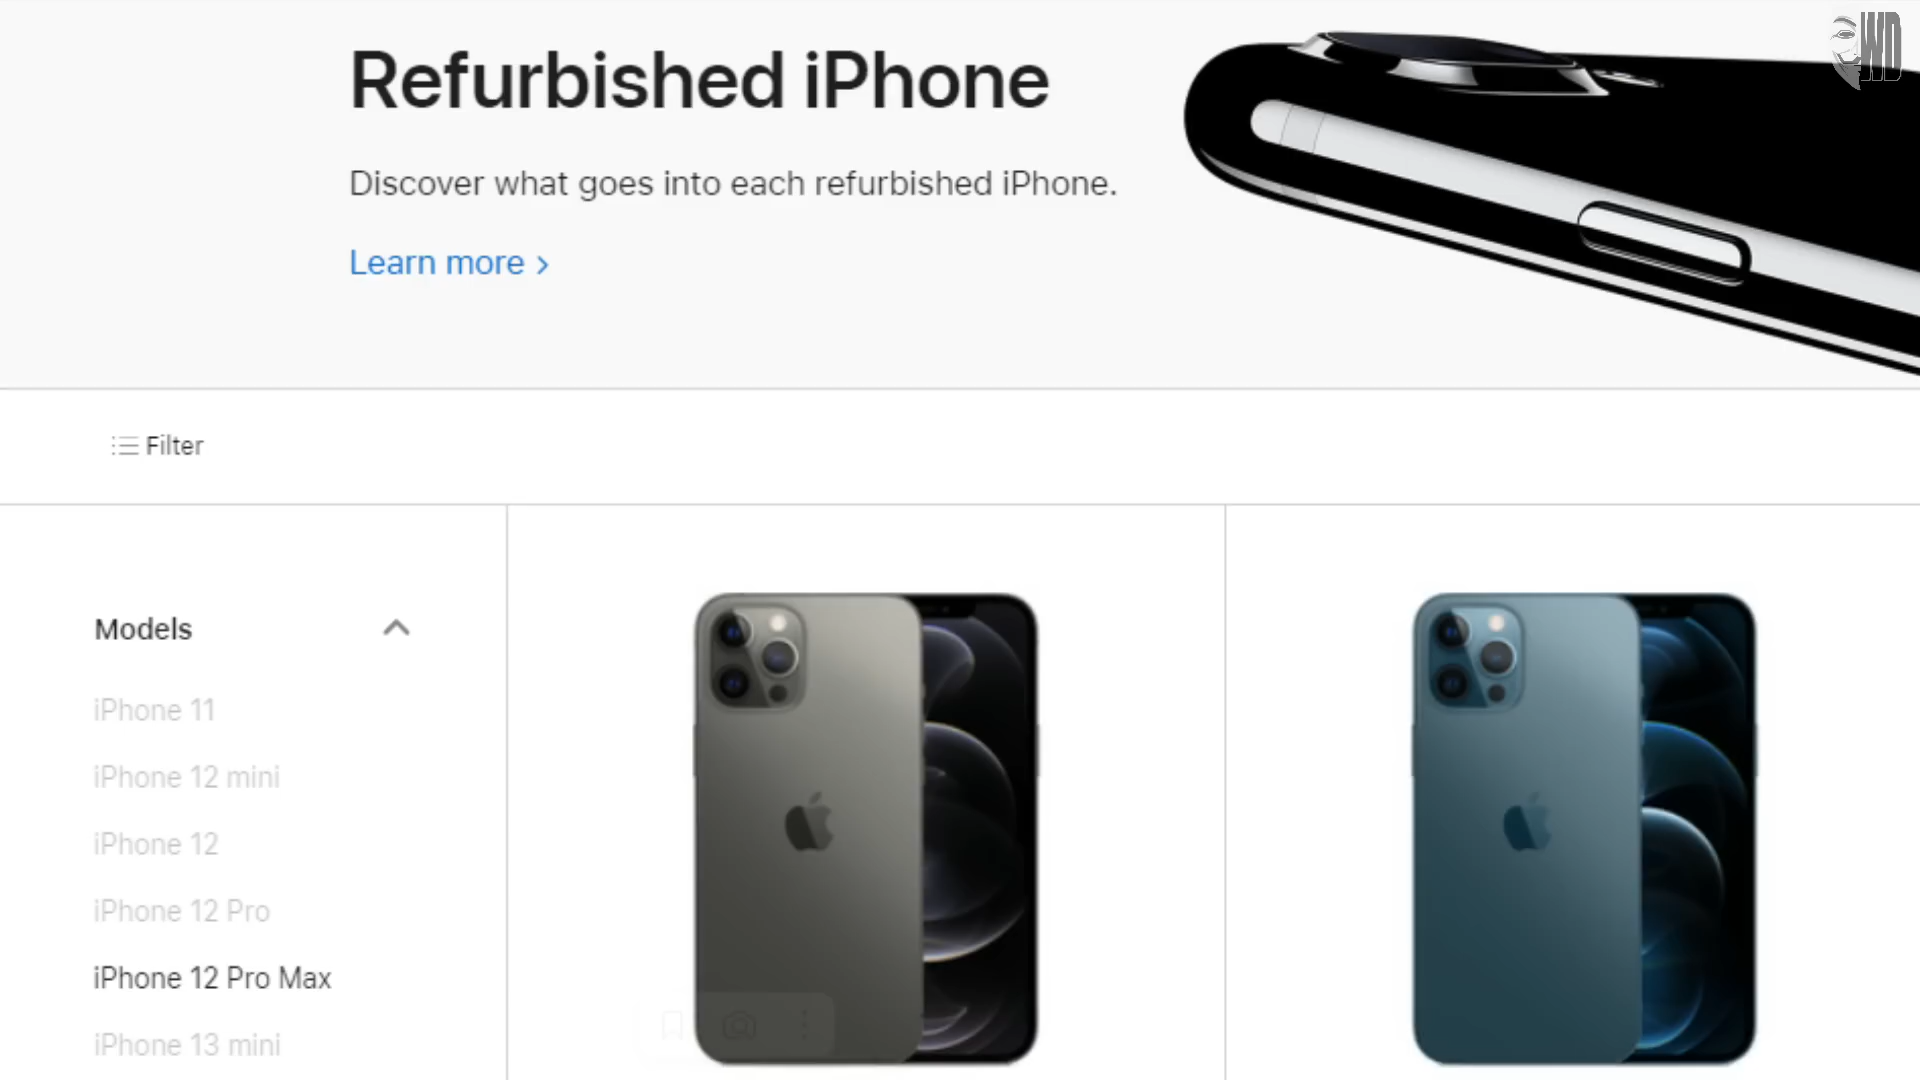 WD
Refurbished iPhone
Discover what goes into each refurbished iPhone.
Learn more >
Filter
Models
iPhone 11
iPhone 12 mini
iPhone 12
iPhone 12 Pro
iPhone 12 Pro Max
iPhone 13 mini